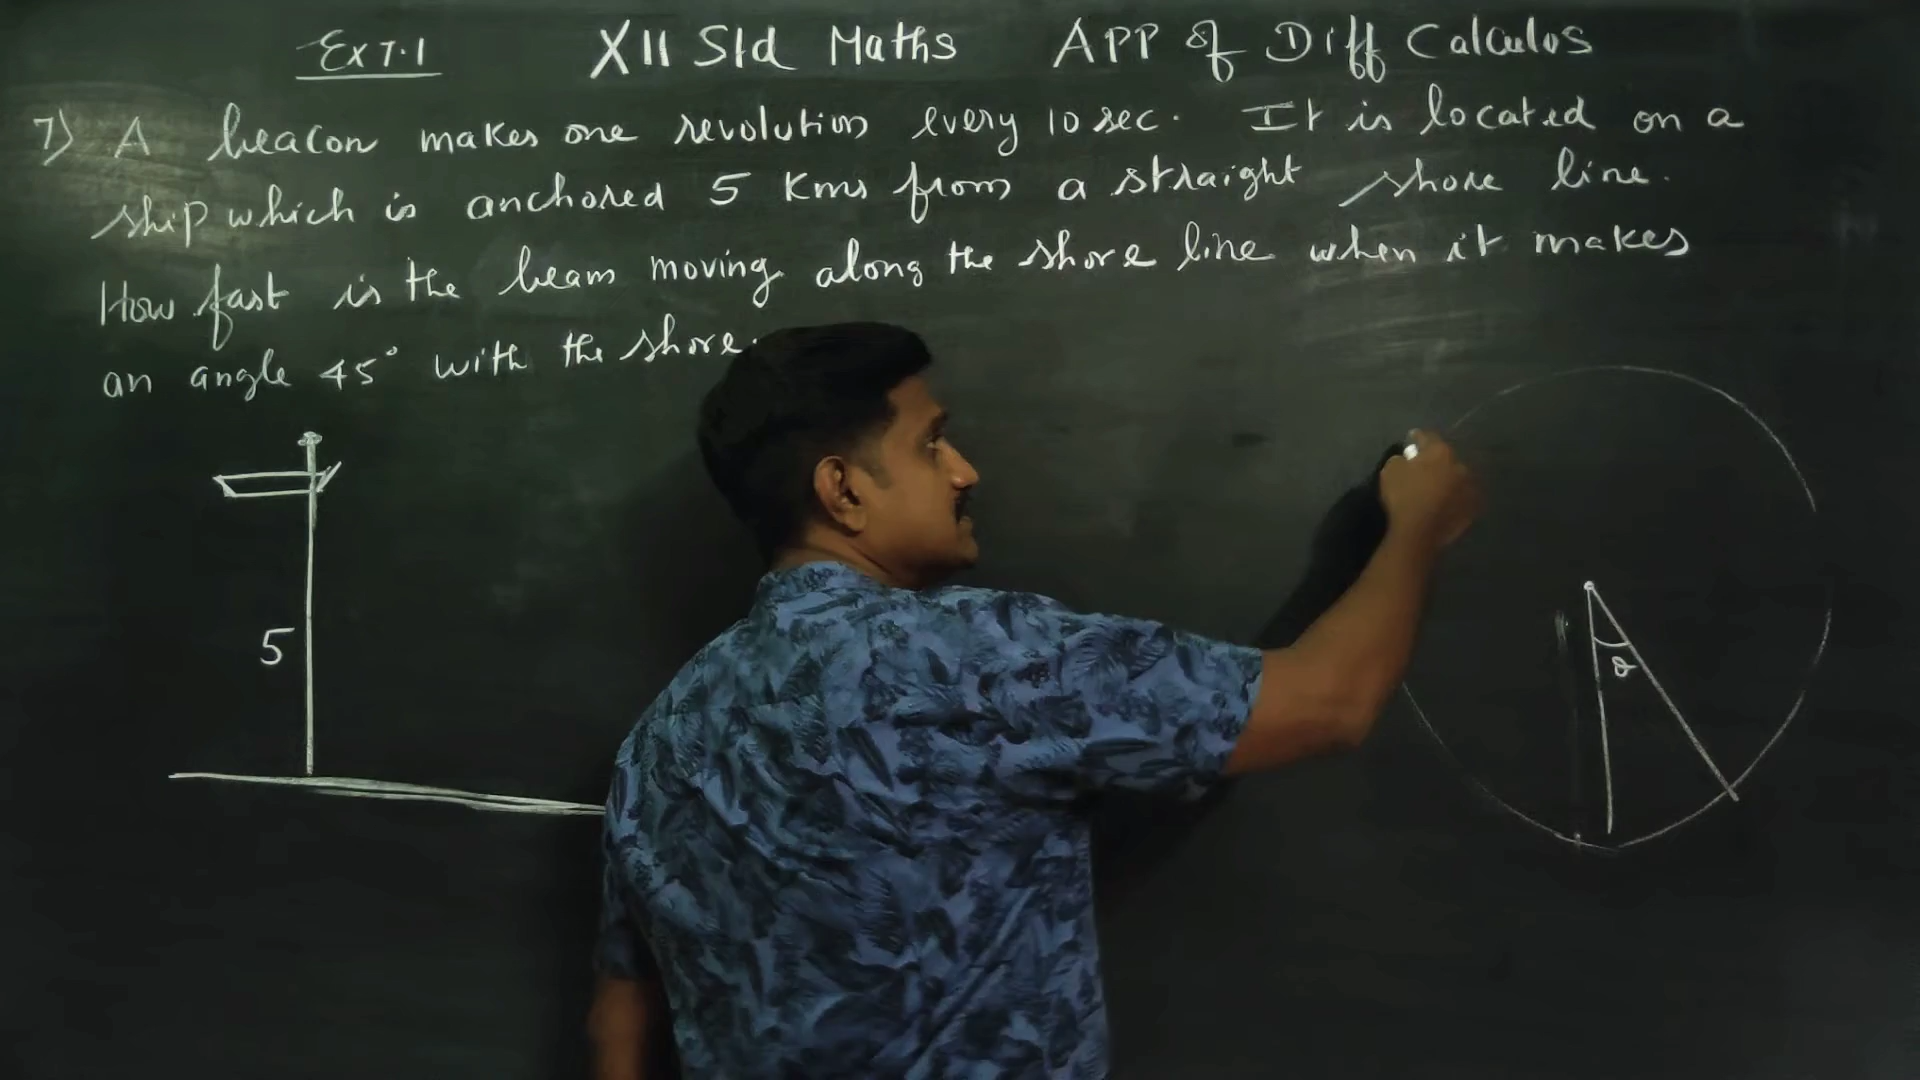 Ex 7.1
XII Std Maths APP of Diff Calculus
7) A beacon makes one revolution every 10 sec. It is located on a
ship which is anchored 5 Kms from a straight shore line.
How fast is the beam moving along the shore line when it makes
an angle 45° with the shore.
5
θ